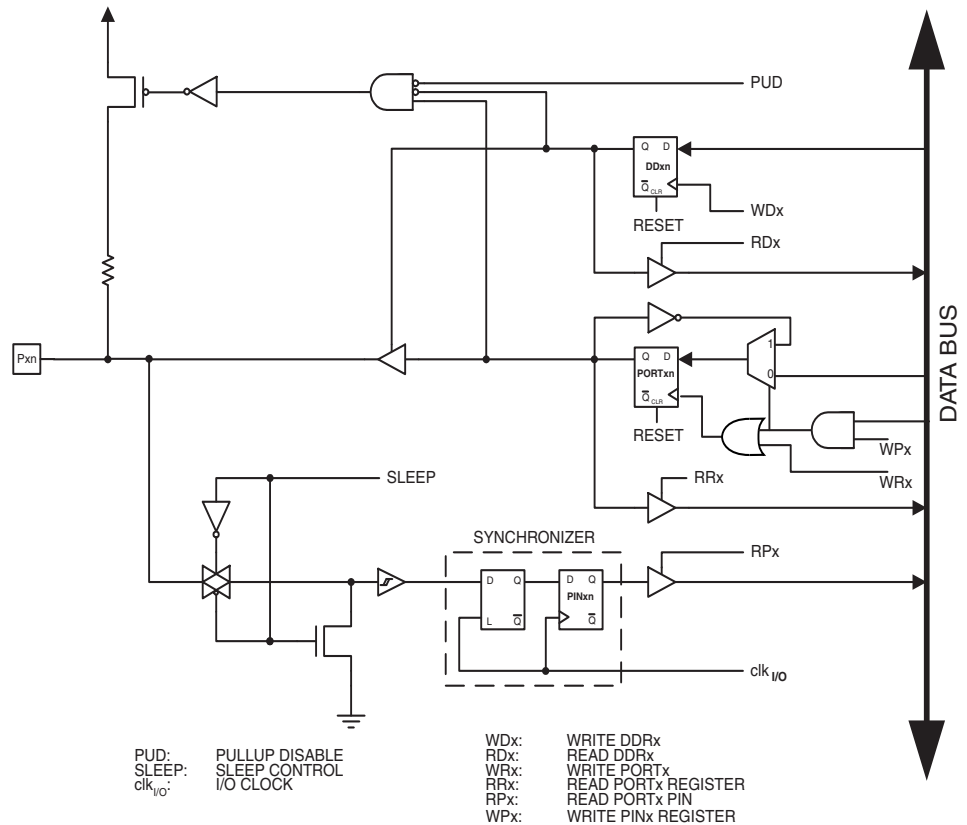 PUD
Q D
DDxn
Q CLR
WDx
RESET
RDx
Pxn
1
Q D
PORTxn
0
Q CLR
RESET
WPx
WRx
RRx
SLEEP
SYNCHRONIZER
RPx
D Q
L Q
D Q
PINxn
Q
clk I/O
DATA BUS
PUD: PULLUP DISABLE
SLEEP: SLEEP CONTROL
clkI/O: I/O CLOCK
WDx: WRITE DDRx
RDx: READ DDRx
WRx: WRITE PORTx
RRx: READ PORTx REGISTER
RPx: READ PORTx PIN
WPx: WRITE PINx REGISTER